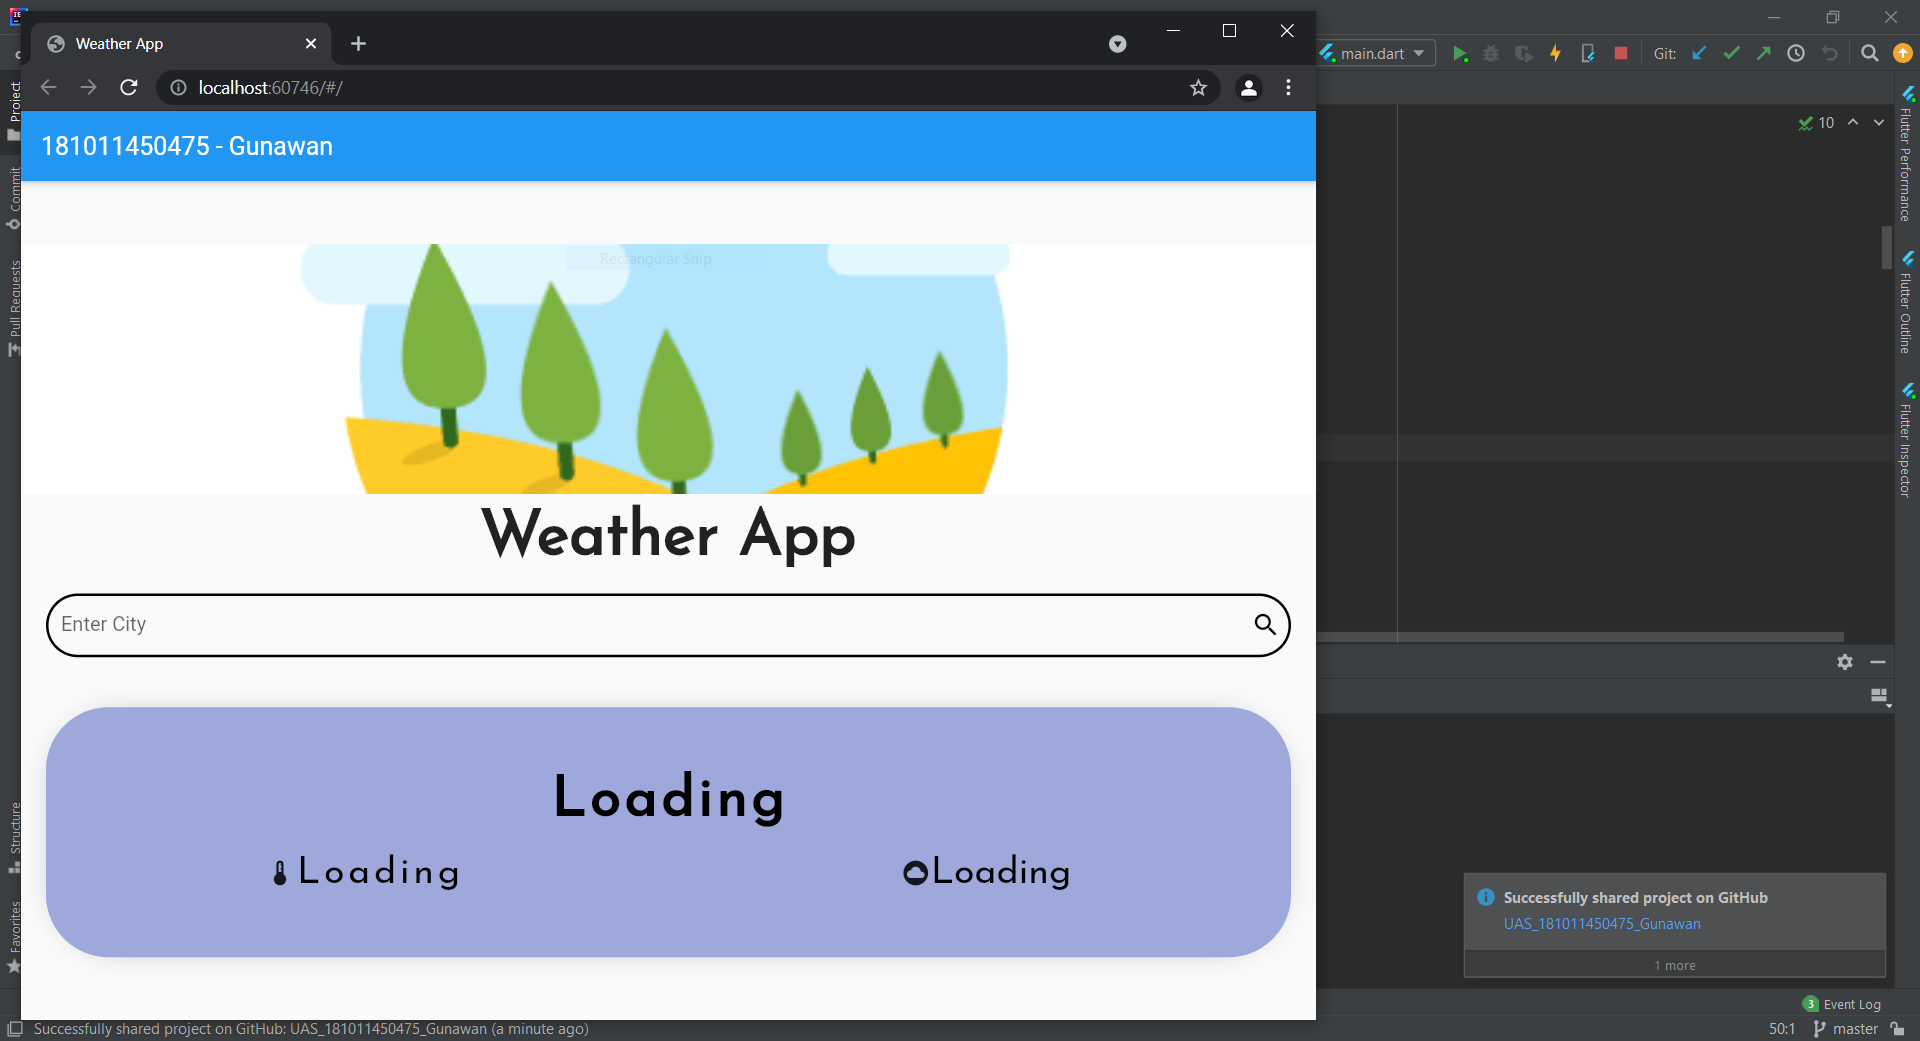 Weather App
localhost:60746/#/
181011450475 - Gunawan
Rectangular Snip
Weather App
Enter City
Loading
Loading
Loading
main.dart
Git:
10
Project
Commit
Pull Requests
Structure
Favorites
Flutter Performance
Flutter Outline
Flutter Inspector
Successfully shared project on GitHub
UAS_181011450475_Gunawan
1 more
3 Event Log
Successfully shared project on GitHub: UAS_181011450475_Gunawan (a minute ago)
50:1
master